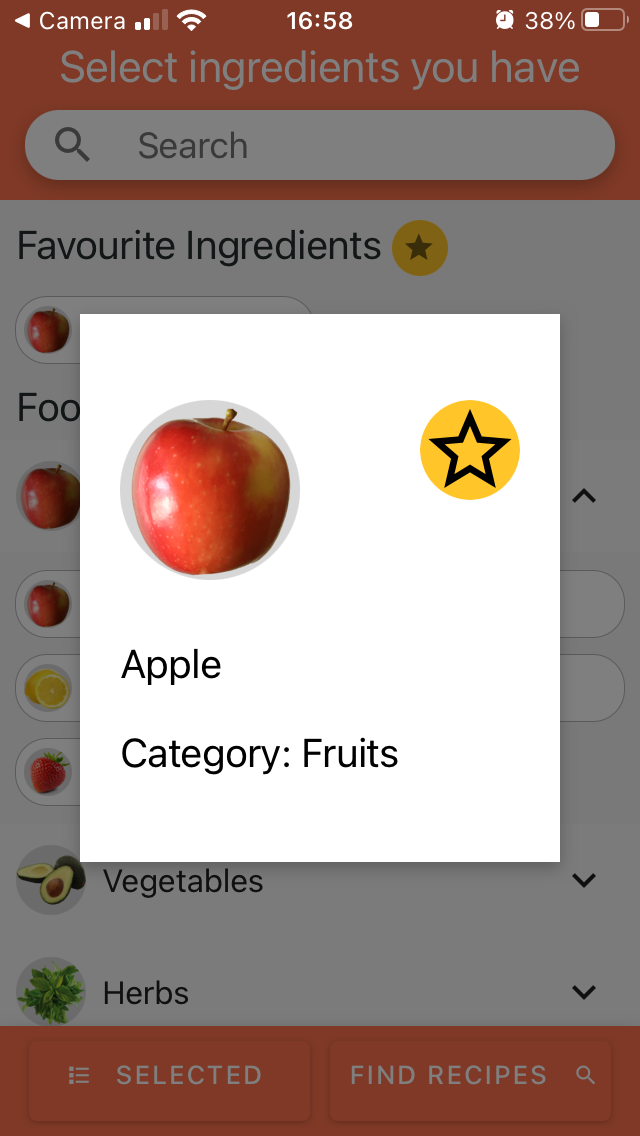 Camera 16:58 38%
Select ingredients you have
Search
Favourite Ingredients
Foo
Apple
Category: Fruits
Vegetables
Herbs
SELECTED FIND RECIPES